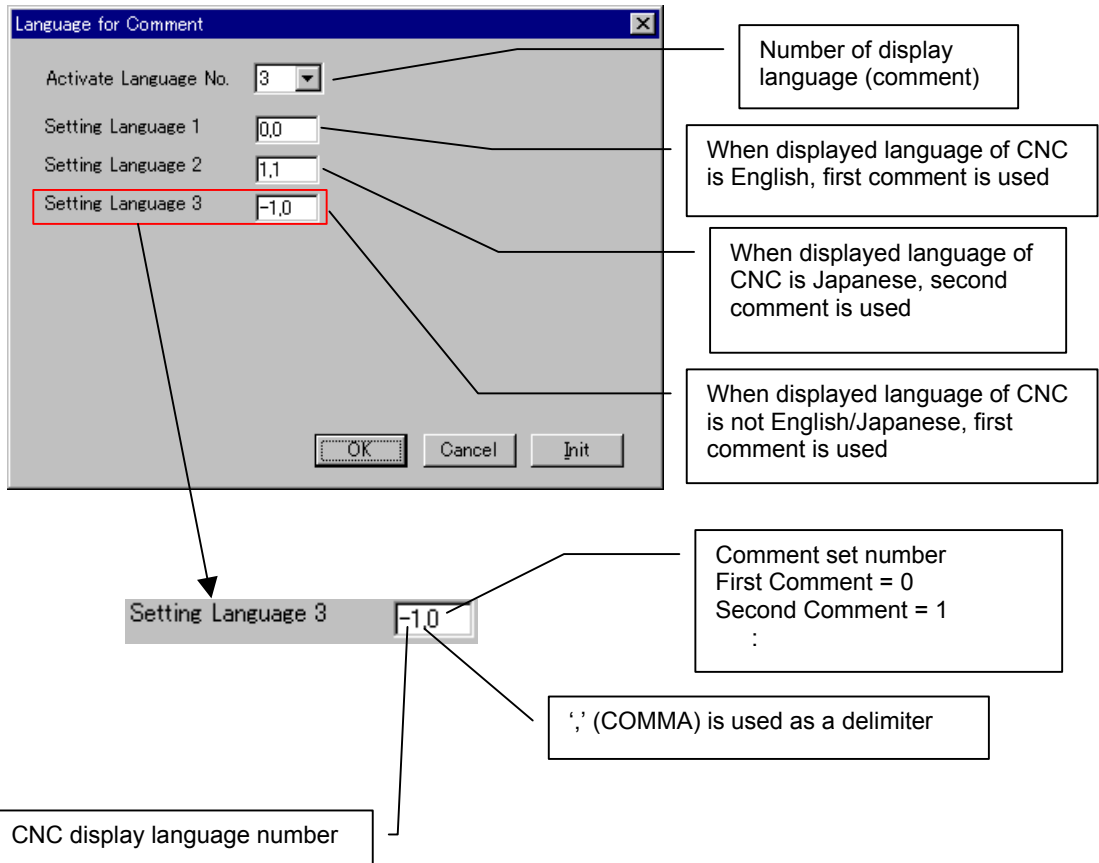 Language for Comment
Activate Language No. 3
Setting Language 1 0,0
Setting Language 2 1,1
Setting Language 3 -1,0
OK Cancel Init
Number of display
language (comment)
When displayed language of CNC
is English, first comment is used
When displayed language of
CNC is Japanese, second
comment is used
When displayed language of CNC
is not English/Japanese, first
comment is used
Setting Language 3 -1,0
Comment set number
First Comment = 0
Second Comment = 1
:
‘,’ (COMMA) is used as a delimiter
CNC display language number